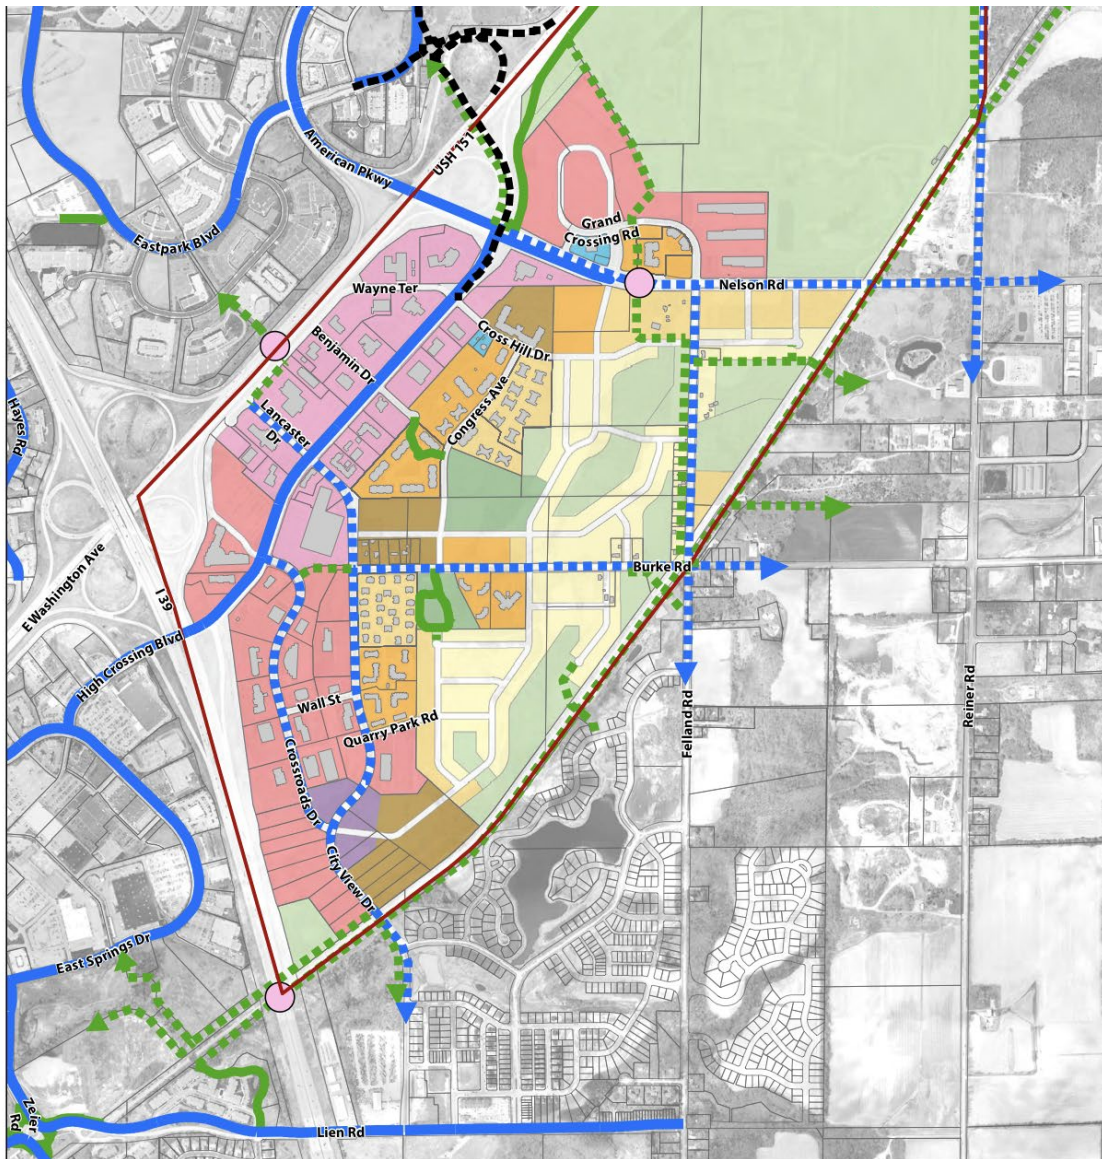 USH 151
American Pkwy
Eastpark Blvd
Grand
Crossing Rd
Nelson Rd
Wayne Ter
Benjamin Dr
Cross Hill Dr
Congress Ave
Lancaster
Dr
Hayes Rd
E Washington Ave
I 39
Burke Rd
High Crossing Blvd
Wall St
Quarry Park Rd
Crossroads Dr
Felland Rd
Reiner Rd
City View Dr
East Springs Dr
Zeier
Rd
Lien Rd